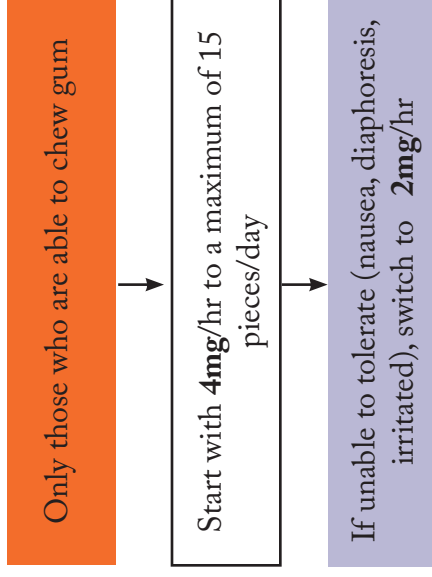 Only those who are able to chew gum
Start with 4mg/hr to a maximum of 15
pieces/day
If unable to tolerate (nausea, diaphoresis,
irritated), switch to 2mg/hr